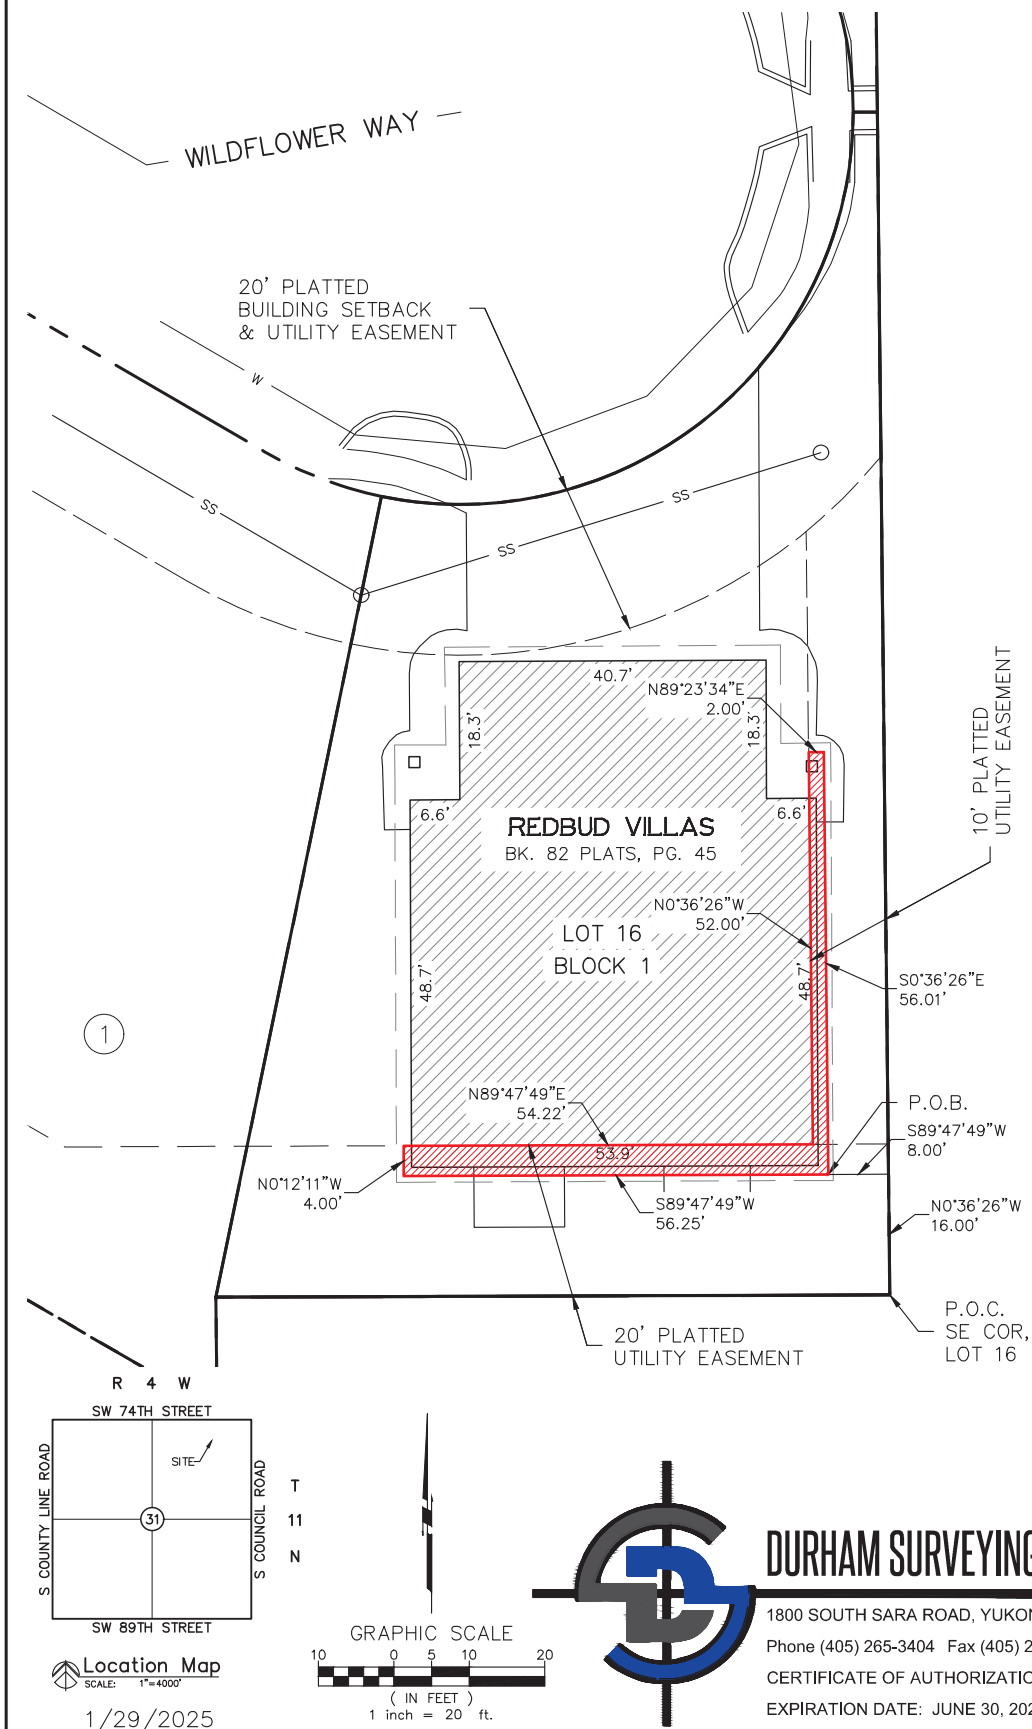 WILDFLOWER WAY
20' PLATTED
BUILDING SETBACK
& UTILITY EASEMENT
W
SS
SS
SS
40.7'
N89°23'34"E
2.00'
18.3'
18.3'
10' PLATTED
UTILITY EASEMENT
6.6'
6.6'
REDBUD VILLAS
BK. 82 PLATS, PG. 45
N0°36'26"W
52.00'
LOT 16
BLOCK 1
48.7'
48.7'
S0°36'26"E
56.01'
1
N89°47'49"E
54.22'
P.O.B.
S89°47'49"W
8.00'
53.9'
N0°12'11"W
4.00'
S89°47'49"W
56.25'
N0°36'26"W
16.00'
P.O.C.
SE COR,
LOT 16
20' PLATTED
UTILITY EASEMENT
R 4 W
SW 74TH STREET
SITE
S COUNTY LINE ROAD
31
S COUNCIL ROAD
T
11
N
SW 89TH STREET
Location Map
SCALE: 1"=4000'
1/29/2025
GRAPHIC SCALE
10 0 5 10 20
( IN FEET )
1 inch = 20 ft.
DURHAM SURVEYING
1800 SOUTH SARA ROAD, YUKON
Phone (405) 265-3404 Fax (405) 2
CERTIFICATE OF AUTHORIZATIO
EXPIRATION DATE: JUNE 30, 202